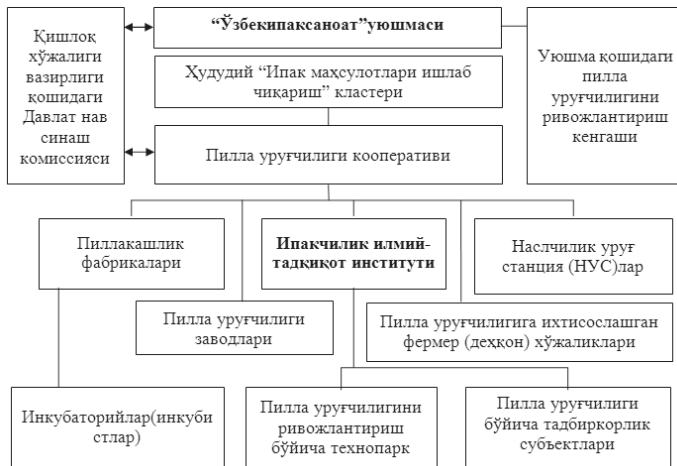 “Ўзбекипаксаноат”уюшмаси
Қишлоқ
хўжалиги
вазирлиги
қошидаги
Давлат нав
синаш
комиссияси
Ҳудудий “Ипак маҳсулотлари ишлаб
чиқариш” кластери
Уюшма қошидаги
пилла
уруғчилигини
ривожлантириш
кенгаши
Пилла уруғчилиги кооперативи
Пиллакашлик
фабрикалари
Ипакчилик илмий-
тадқиқот институти
Наслчилик уруғ
станция (НУС)лар
Пилла уруғчилиги
заводлари
Пилла уруғчилигига ихтисослашган
фермер (деҳқон) хўжаликлари
Инкубаторийлар(инкуби
стлар)
Пилла уруғчилигини
ривожлантириш
бўйича технопарк
Пилла уруғчилиги
бўйича тадбиркорлик
субъектлари